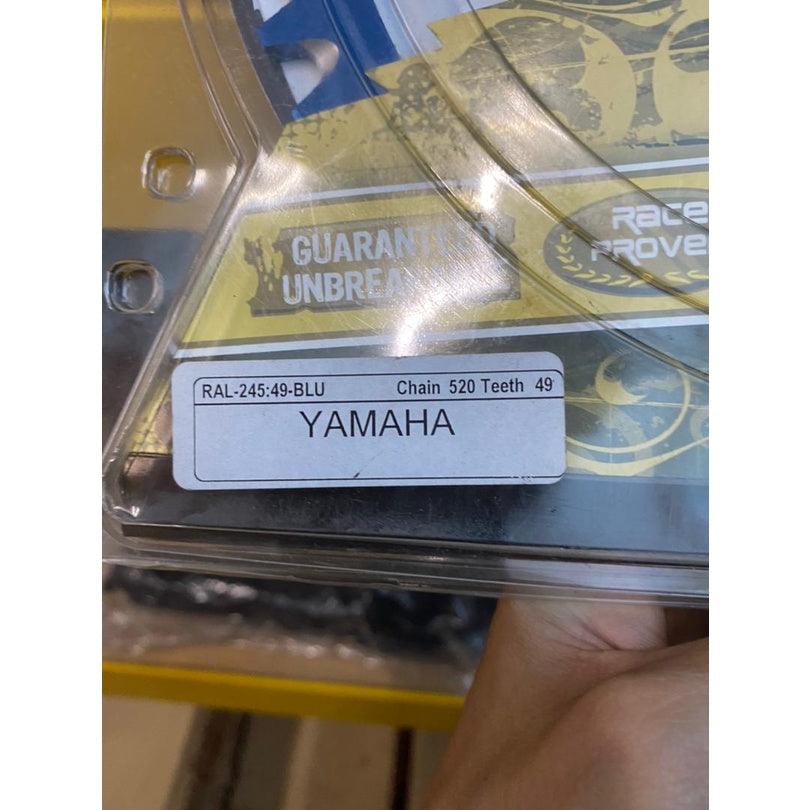 GUARANTEED
UNBREA
RACE
PROVE
RAL-245:49-BLU Chain 520 Teeth 49
YAMAHA